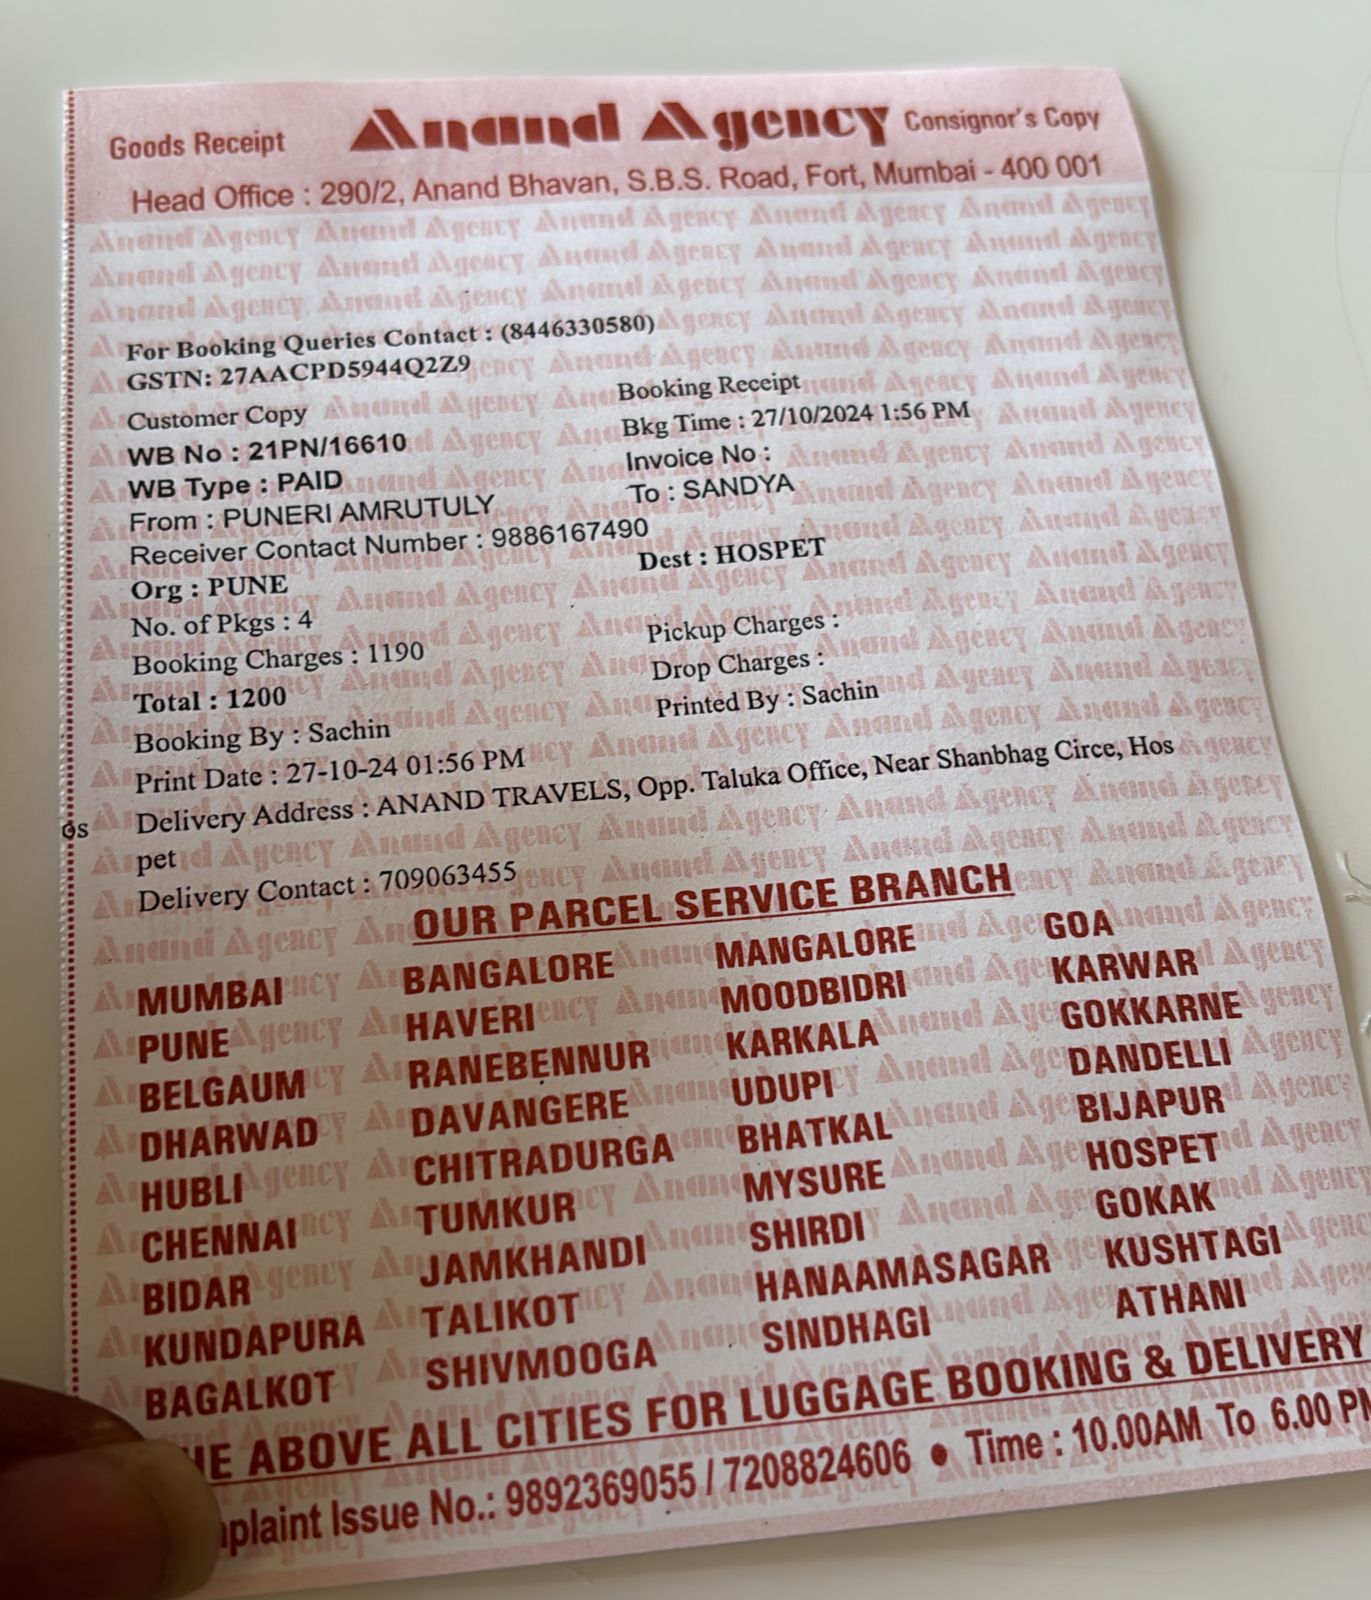 Goods Receipt Anand Agency Consignor's Copy
Head Office : 290/2, Anand Bhavan, S.B.S. Road, Fort, Mumbai - 400 001
For Booking Queries Contact : (8446330580)
GSTN: 27AACPD5944Q2Z9
Customer Copy Booking Receipt
WB No : 21PN/16610 Bkg Time : 27/10/2024 1:56 PM
WB Type : PAID Invoice No :
From : PUNERI AMRUTULY To : SANDYA
Receiver Contact Number : 9886167490
Org : PUNE Dest : HOSPET
No. of Pkgs : 4 Pickup Charges :
Booking Charges : 1190 Drop Charges :
Total : 1200 Printed By : Sachin
Booking By : Sachin
Print Date : 27-10-24 01:56 PM
Delivery Address : ANAND TRAVELS, Opp. Taluka Office, Near Shanbhag Circe, Hos
pet
Delivery Contact : 709063455
OUR PARCEL SERVICE BRANCH
MUMBAI BANGALORE MANGALORE GOA
PUNE HAVERI MOODBIDRI KARWAR
BELGAUM RANEBENNUR KARKALA GOKKARNE
DHARWAD DAVANGERE UDUPI DANDELLI
HUBLI CHITRADURGA BHATKAL BIJAPUR
CHENNAI TUMKUR MYSURE HOSPET
BIDAR JAMKHANDI SHIRDI GOKAK
KUNDAPURA TALIKOT HANAAMASAGAR KUSHTAGI
BAGALKOT SHIVMOOGA SINDHAGI ATHANI
ABOVE ALL CITIES FOR LUGGAGE BOOKING & DELIVERY
Issue No.: 9892369055 / 7208824606 ● Time : 10.00AM To 6.00 PM